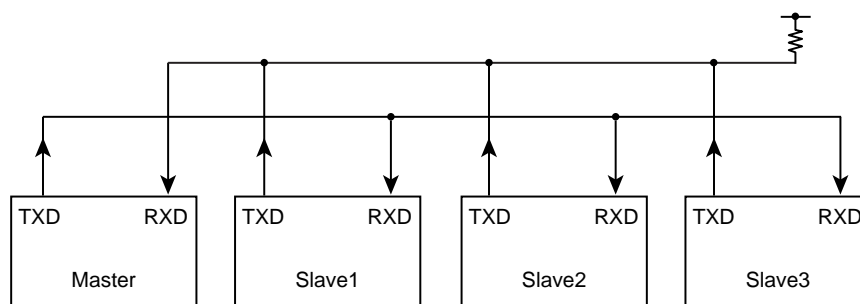 TXD RXD TXD RXD TXD RXD TXD RXD
Master Slave1 Slave2 Slave3